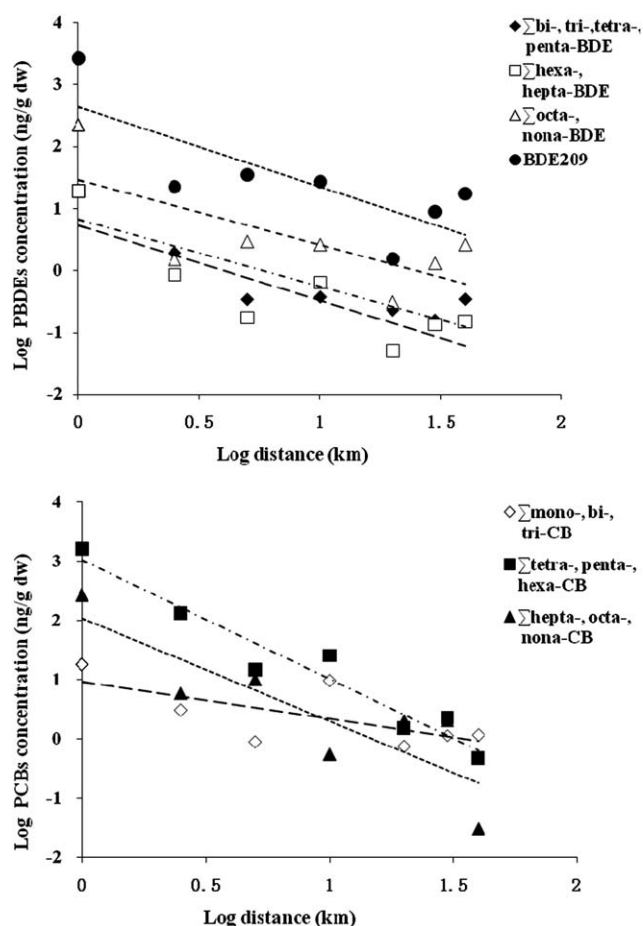 4
3
2
1
0
-1
-2
0
0.5
1
1.5
2
Log PBDEs concentration (ng/g dw)
Log distance (km)
∑bi-, tri-,tetra-,
penta-BDE
∑hexa-,
hepta-BDE
∑octa-,
nona-BDE
BDE209
4
3
2
1
0
-1
-2
0
0.5
1
1.5
2
Log PCBs concentration (ng/g dw)
Log distance (km)
∑mono-, bi-,
tri-CB
∑tetra-, penta-,
hexa-CB
∑hepta-, octa-,
nona-CB